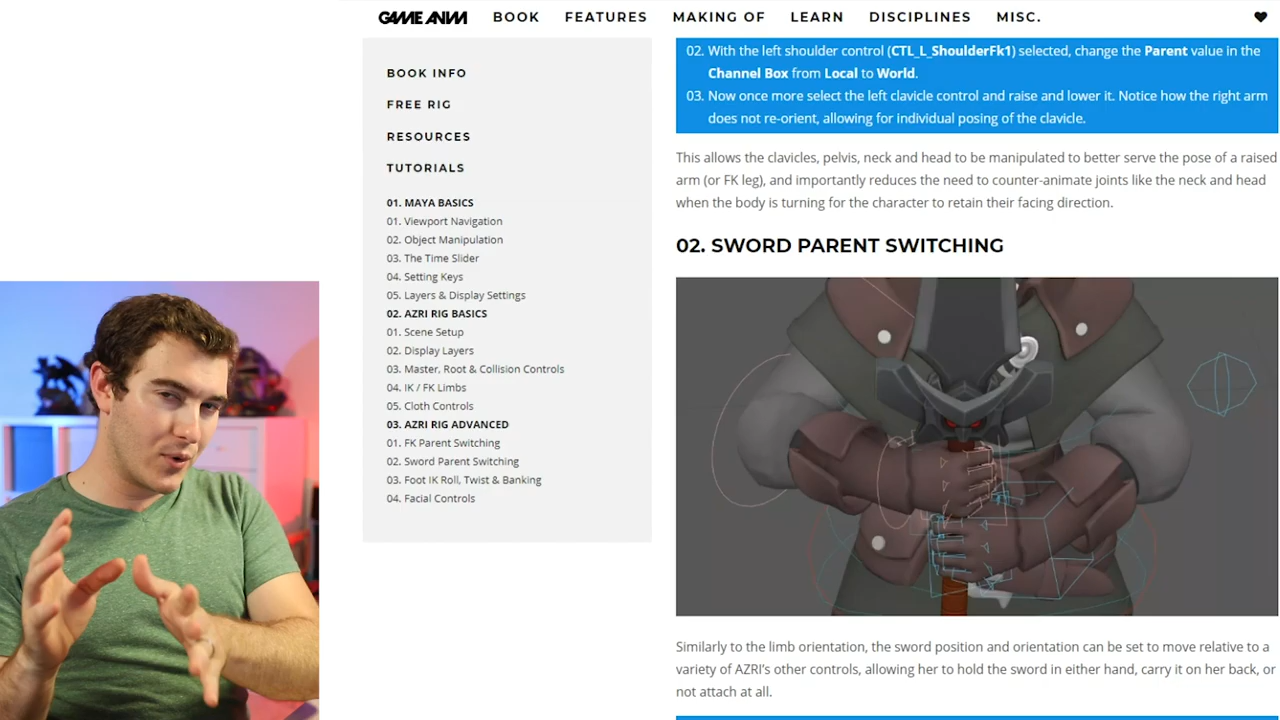 GAME ANIM BOOK FEATURES MAKING OF LEARN DISCIPLINES MISC.
BOOK INFO
FREE RIG
RESOURCES
TUTORIALS
01. MAYA BASICS
01. Viewport Navigation
02. Object Manipulation
03. The Time Slider
04. Setting Keys
05. Layers & Display Settings
02. AZRI RIG BASICS
01. Scene Setup
02. Display Layers
03. Master, Root & Collision Controls
04. IK / FK Limbs
05. Cloth Controls
03. AZRI RIG ADVANCED
01. FK Parent Switching
02. Sword Parent Switching
03. Foot IK Roll, Twist & Banking
04. Facial Controls
02. With the left shoulder control (CTL_L_ShoulderFk1) selected, change the Parent value in the
Channel Box from Local to World.
03. Now once more select the left clavicle control and raise and lower it. Notice how the right arm
does not re-orient, allowing for individual posing of the clavicle.
This allows the clavicles, pelvis, neck and head to be manipulated to better serve the pose of a raised
arm (or FK leg), and importantly reduces the need to counter-animate joints like the neck and head
when the body is turning for the character to retain their facing direction.
02. SWORD PARENT SWITCHING
Similarly to the limb orientation, the sword position and orientation can be set to move relative to a
variety of AZRI's other controls, allowing her to hold the sword in either hand, carry it on her back, or
not attach at all.